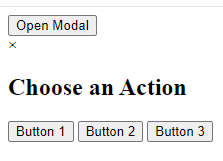 Open Modal
×
Choose an Action
Button 1 Button 2 Button 3